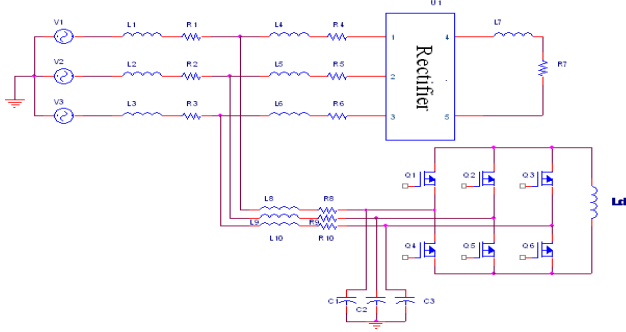 U1
V1 L1 R1 L4 R4 1 4 L7
V2 L2 R2 L5 R5 2 Rectifier R7
V3 L3 R3 L6 R6 3 5
Q1 Q2 Q3
L8 R8
L9 R9
L10 R10
Q4 Q5 Q6
C1 C2 C3